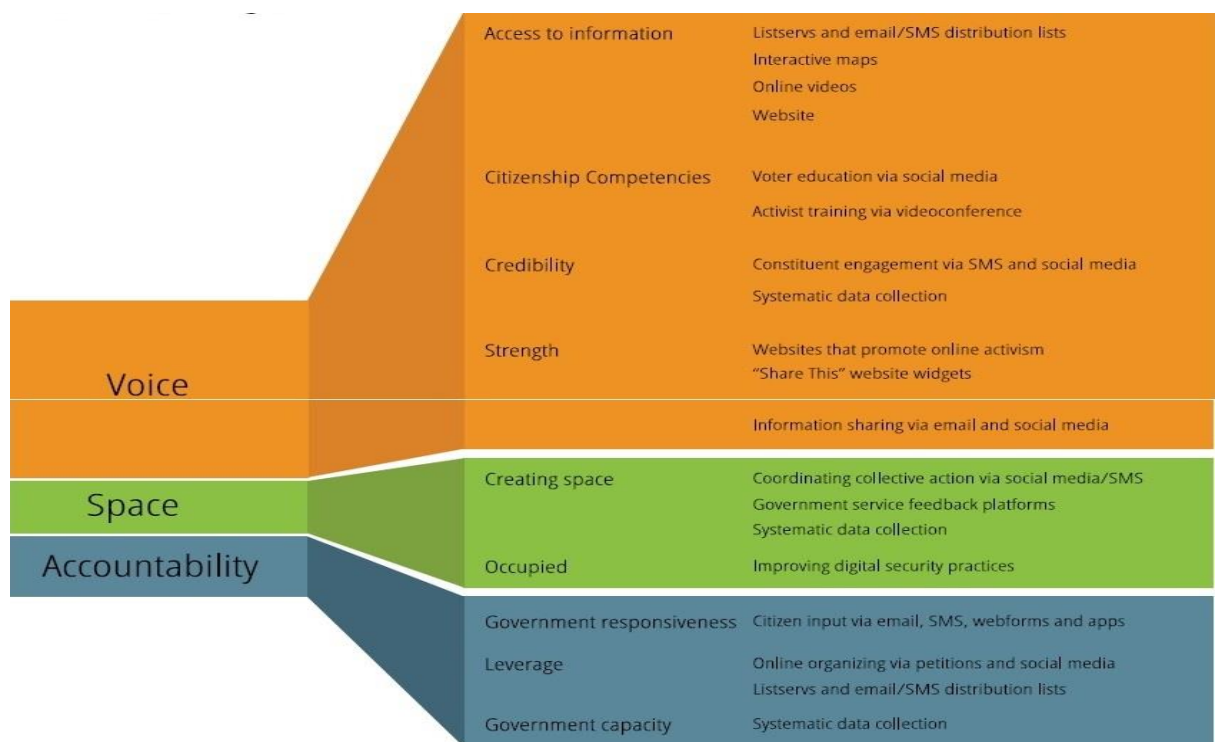 Access to information
Listservs and email/SMS distribution lists
Interactive maps
Online videos
Website
Citizenship Competencies
Voter education via social media
Activist training via videoconference
Credibility
Constituent engagement via SMS and social media
Systematic data collection
Strength
Websites that promote online activism
“Share This” website widgets
Voice
Information sharing via email and social media
Space
Creating space
Coordinating collective action via social media/SMS
Government service feedback platforms
Systematic data collection
Occupied
Improving digital security practices
Accountability
Government responsiveness
Citizen input via email, SMS, webforms and apps
Leverage
Online organizing via petitions and social media
Listservs and email/SMS distribution lists
Government capacity
Systematic data collection